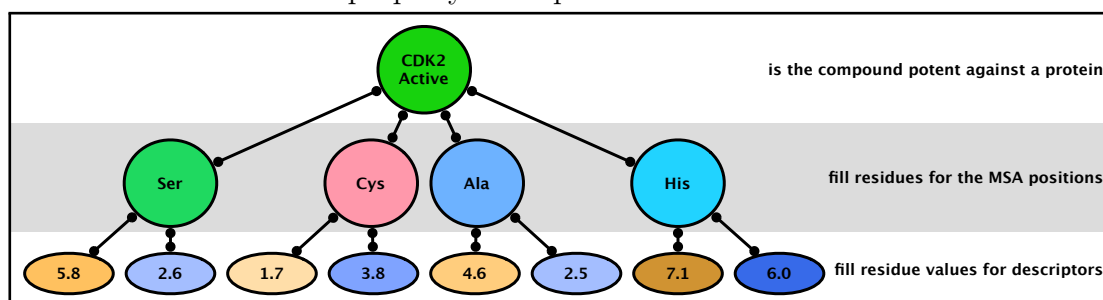 CDK2
Active
is the compound potent against a protein
Ser
Cys
Ala
His
fill residues for the MSA positions
5.8
2.6
1.7
3.8
4.6
2.5
7.1
6.0
fill residue values for descriptors